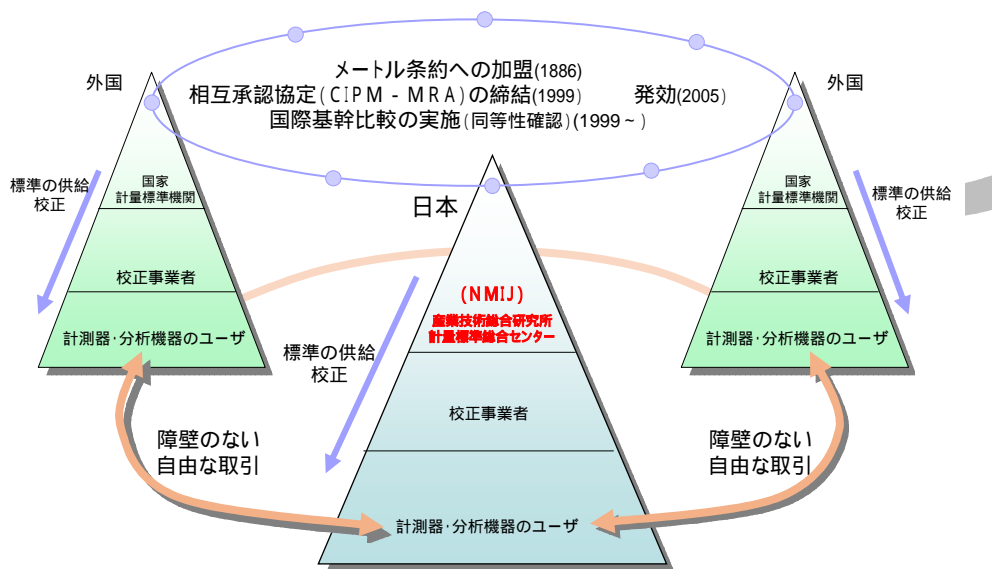 メートル条約への加盟(1886)
相互承認協定(CIPM-MRA)の締結(1999) 発効(2005)
国際基幹比較の実施(同等性確認)(1999~)
外国
国家
計量標準機関
校正事業者
計測器·分析機器のユーザ
標準の供給
校正
日本
(NMIJ)
産業技術総合研究所
計量標準総合センター
校正事業者
計測器·分析機器のユーザ
標準の供給
校正
外国
国家
計量標準機関
校正事業者
計測器·分析機器のユーザ
標準の供給
校正
障壁のない
自由な取引
障壁のない
自由な取引